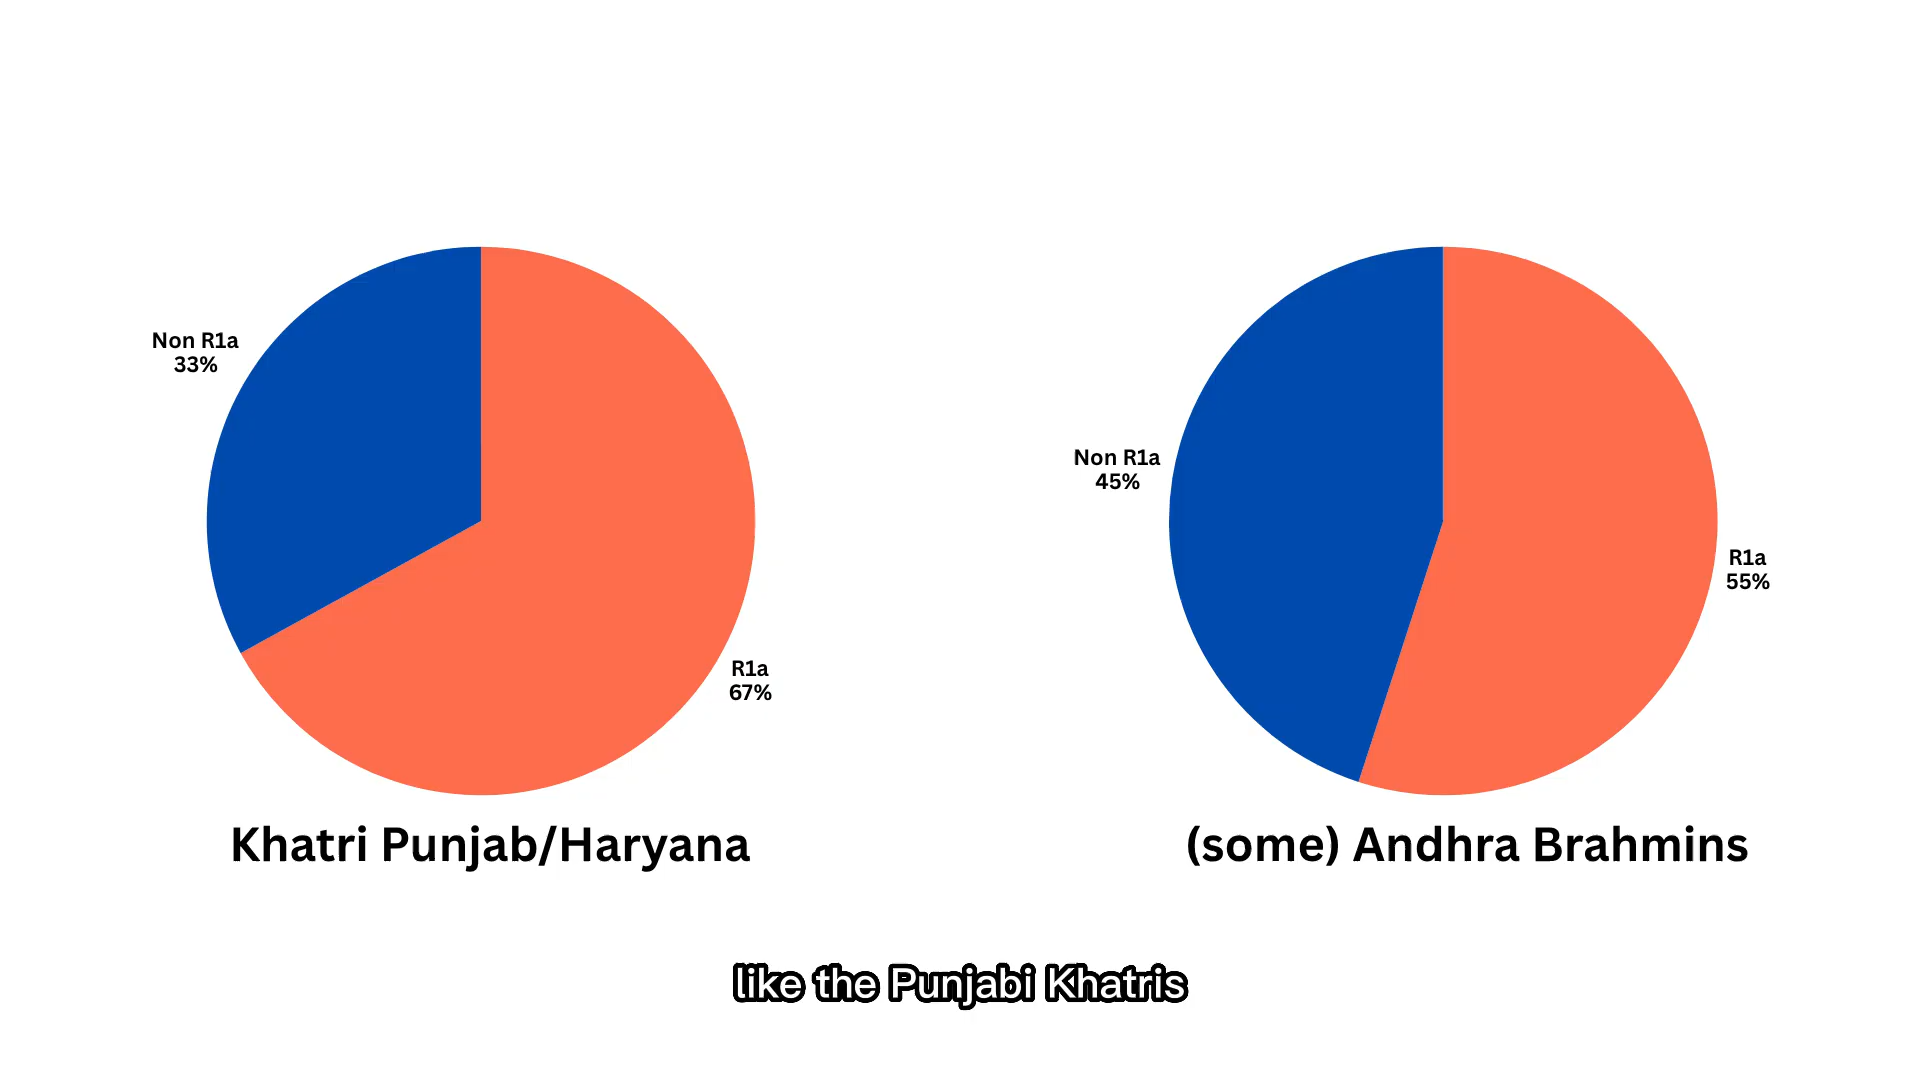 Non R1a
33%
R1a
67%
Khatri Punjab/Haryana
Non R1a
45%
R1a
55%
(some) Andhra Brahmins
like the Punjabi Khatris